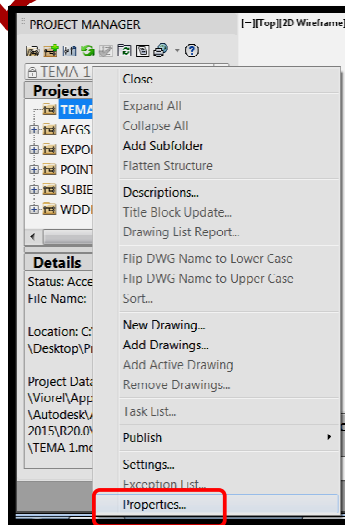 PROJECT MANAGER
[−][Top][2D Wireframe]
TEMA 1
Projects
TEMA
AEGS
EXPO
POINT
SUBIE
WDD
Details
Status: Acce
File Name:
Location: C:
\Desktop\P
Project Data
\Viorel\App
\Autodesk\
2015\R20.0\
\TEMA 1.m
Close
Expand All
Collapse All
Add Subfolder
Flatten Structure
Descriptions...
Title Block Update...
Drawing List Report...
Flip DWG Name to Lower Case
Flip DWG Name to Upper Case
Sort...
New Drawing...
Add Drawings...
Add Active Drawing
Remove Drawings...
Task List...
Publish
Settings...
Exception List...
Properties...